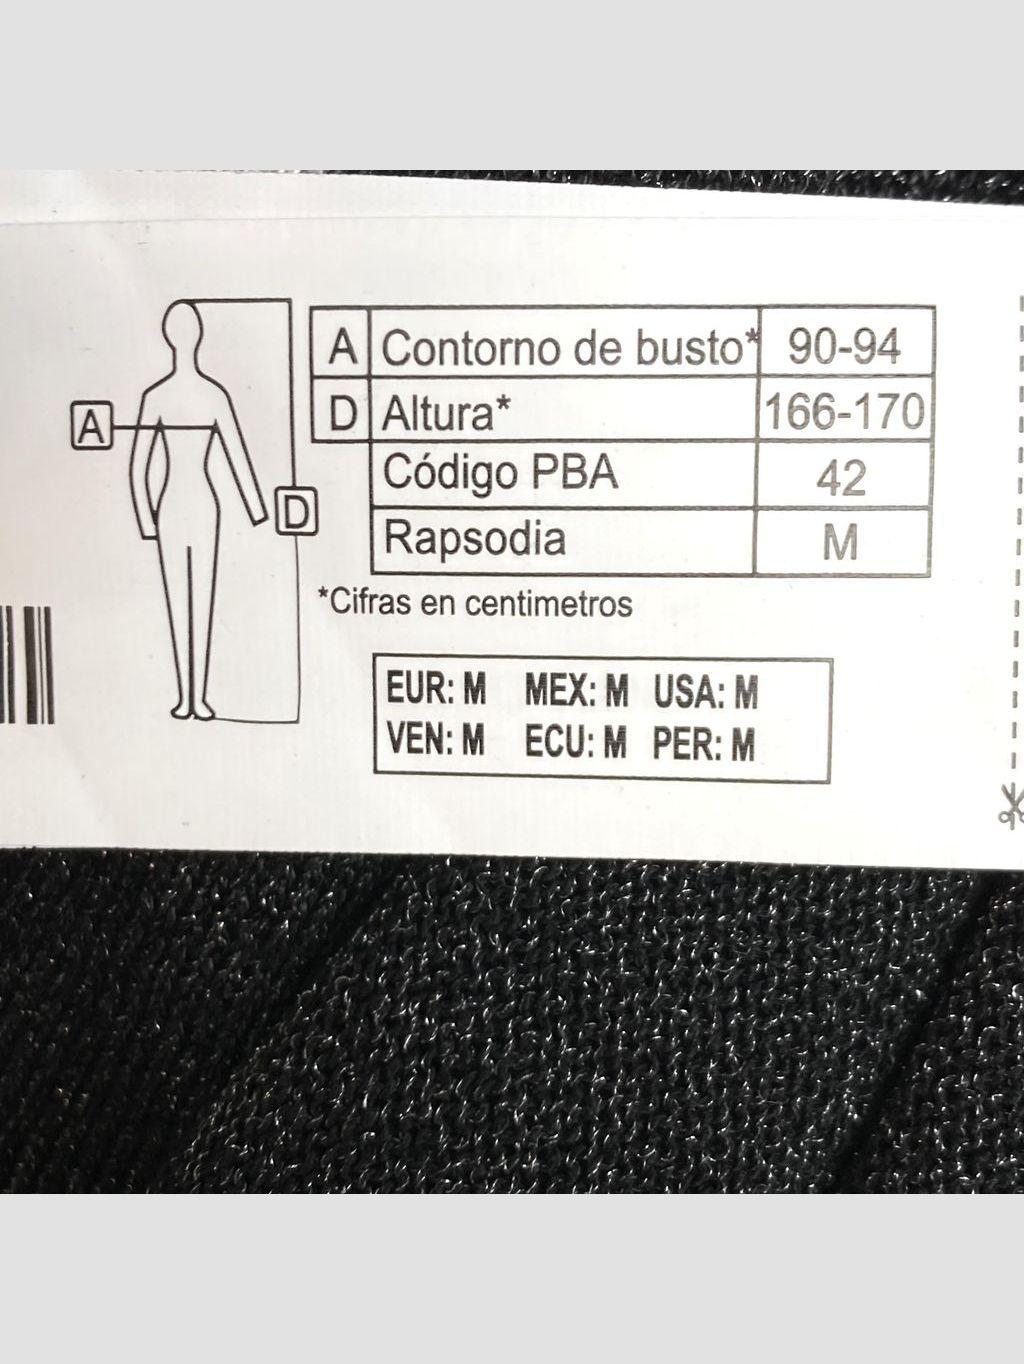 A Contorno de busto* 90-94
D Altura* 166-170
Código PBA 42
Rapsodia M
A
D
*Cifras en centimetros
EUR: M MEX: M USA: M
VEN: M ECU: M PER: M